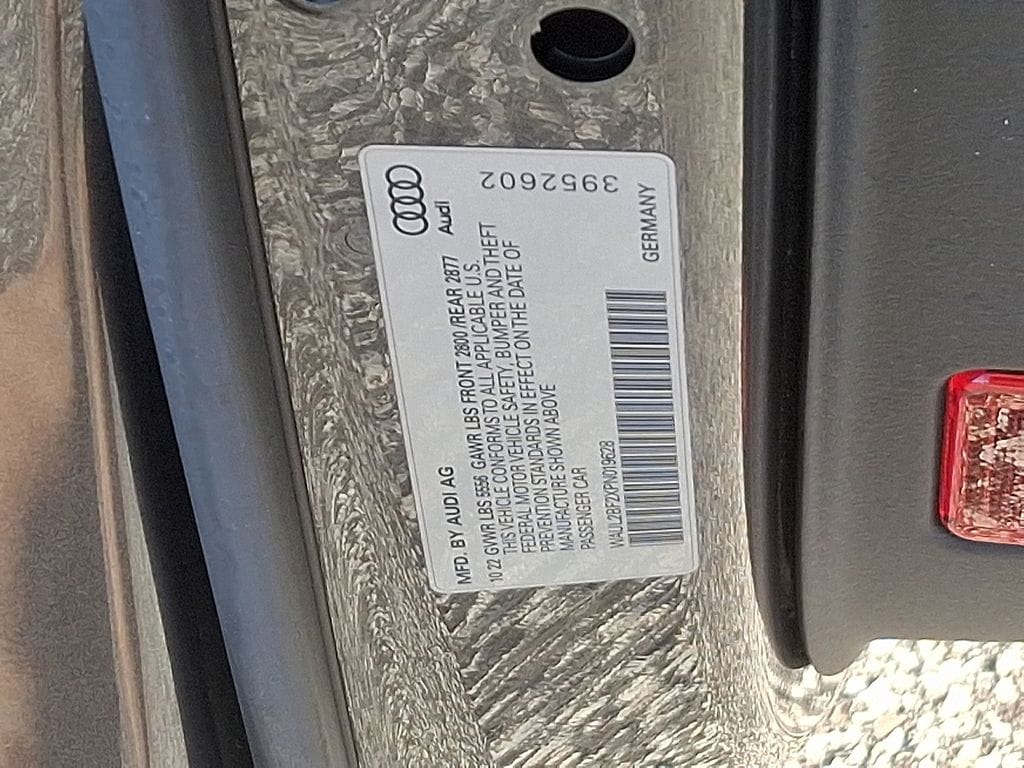 Audi
MFD. BY AUDI AG
10 22 GVWR LBS 5556 GAWR LBS FRONT 2800 /REAR 2877
THIS VEHICLE CONFORMS TO ALL APPLICABLE U.S.
FEDERAL MOTOR VEHICLE SAFETY, BUMPER AND THEFT
PREVENTION STANDARDS IN EFFECT ON THE DATE OF
MANUFACTURE SHOWN ABOVE
PASSENGER CAR
WAUL2BF2XPN019628
GERMANY
3952602